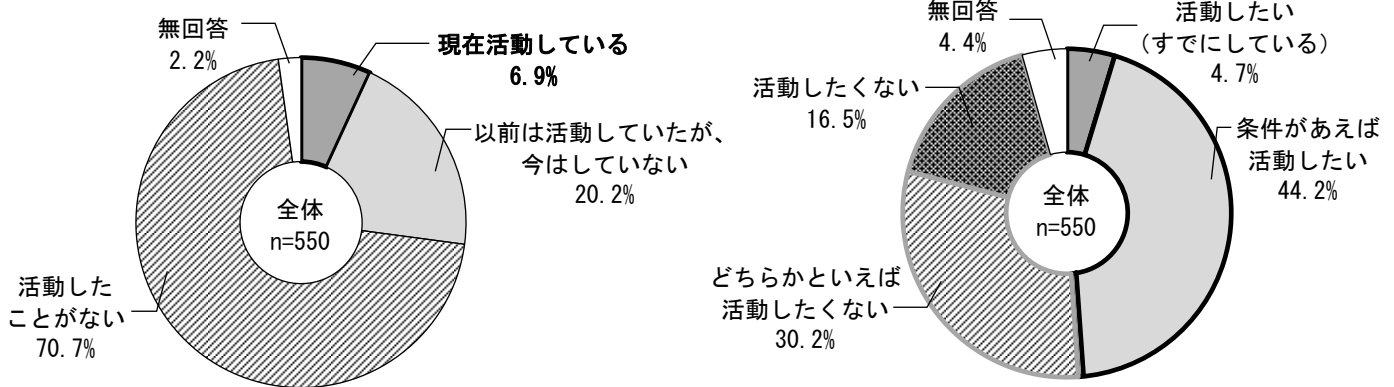 無回答
2.2%
現在活動している
6.9%
以前は活動していたが、
今はしていない
20.2%
全体
n=550
活動した
ことがない
70.7%
無回答
4.4%
活動したい
（すでにしている）
4.7%
活動したくない
16.5%
条件があえば
活動したい
44.2%
全体
n=550
どちらかといえば
活動したくない
30.2%